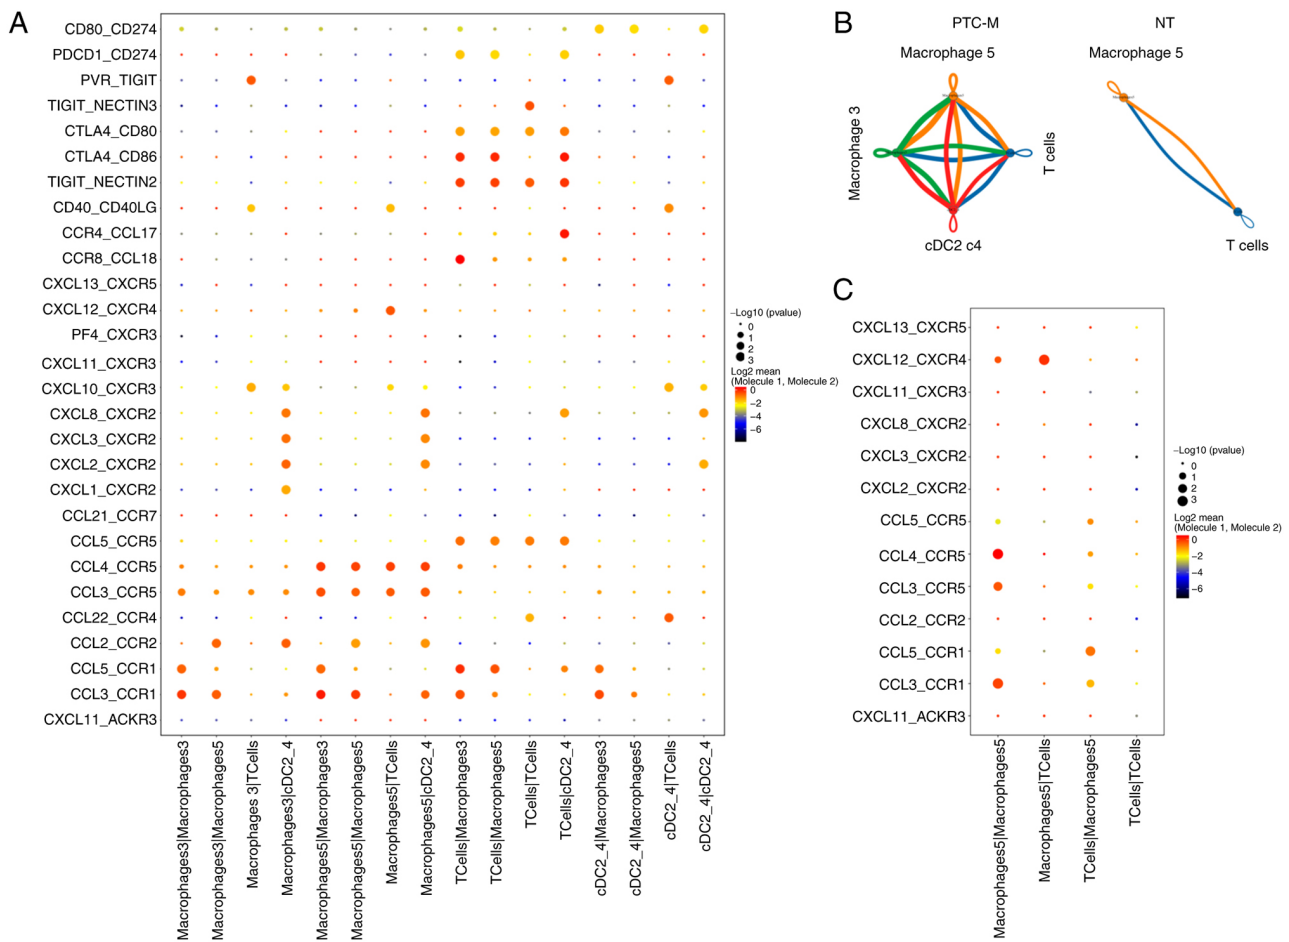 A
CD80_CD274
PDCD1_CD274
PVR_TIGIT
TIGIT_NECTIN3
CTLA4_CD80
CTLA4_CD86
TIGIT_NECTIN2
CD40_CD40LG
CCR4_CCL17
CCR8_CCL18
CXCL13_CXCR5
CXCL12_CXCR4
PF4_CXCR3
CXCL11_CXCR3
CXCL10_CXCR3
CXCL8_CXCR2
CXCL3_CXCR2
CXCL2_CXCR2
CXCL1_CXCR2
CCL21_CCR7
CCL5_CCR5
CCL4_CCR5
CCL3_CCR5
CCL22_CCR4
CCL2_CCR2
CCL5_CCR1
CCL3_CCR1
CXCL11_ACKR3
Macrophages3|Macrophages3
Macrophages3|Macrophages5
Macrophages 3|TCells
Macrophages3|cDC2_4
Macrophages5|Macrophages3
Macrophages5|Macrophages5
Macrophages5|TCells
Macrophages5|cDC2_4
TCells|Macrophages3
TCells|Macrophages5
TCells|TCells
TCells|cDC2_4
cDC2_4|Macrophages3
cDC2_4|Macrophages5
cDC2_4|TCells
cDC2_4|cDC2_4
−Log10 (pvalue)
0
1
2
3
Log2 mean
(Molecule 1, Molecule 2)
0
−2
−4
−6
B
PTC-M
NT
Macrophage 5
Macrophage 5
Macrophage 3
T cells
cDC2 c4
T cells
C
CXCL13_CXCR5
CXCL12_CXCR4
CXCL11_CXCR3
CXCL8_CXCR2
CXCL3_CXCR2
CXCL2_CXCR2
CCL5_CCR5
CCL4_CCR5
CCL3_CCR5
CCL2_CCR2
CCL5_CCR1
CCL3_CCR1
CXCL11_ACKR3
Macrophages5|Macrophages5
Macrophages5|TCells
TCells|Macrophages5
TCells|TCells
−Log10 (pvalue)
0
1
2
3
Log2 mean
(Molecule 1, Molecule 2)
0
−2
−4
−6